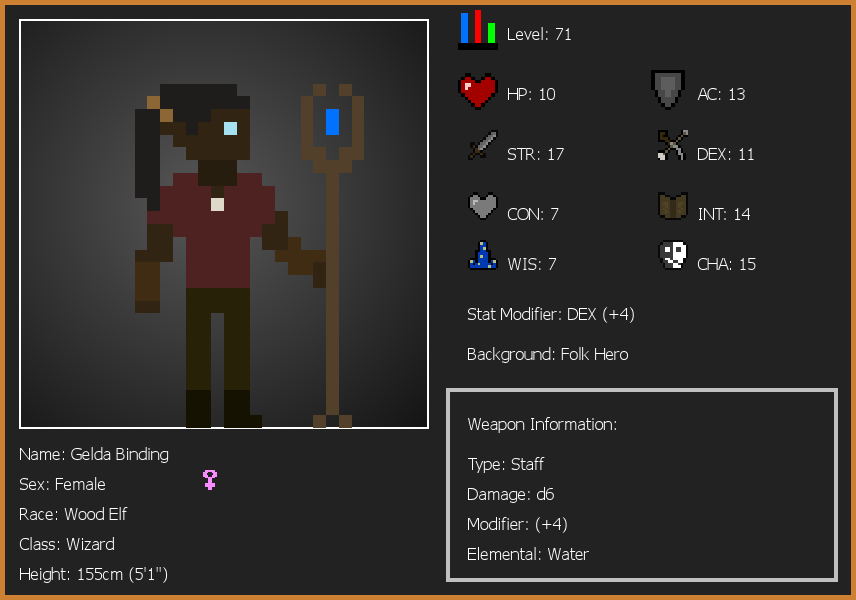 Level: 71
HP: 10
AC: 13
STR: 17
DEX: 11
CON: 7
INT: 14
WIS: 7
CHA: 15
Stat Modifier: DEX (+4)
Background: Folk Hero
Weapon Information:
Type: Staff
Damage: d6
Modifier: (+4)
Elemental: Water
Name: Gelda Binding
Sex: Female
Race: Wood Elf
Class: Wizard
Height: 155cm (5'1")